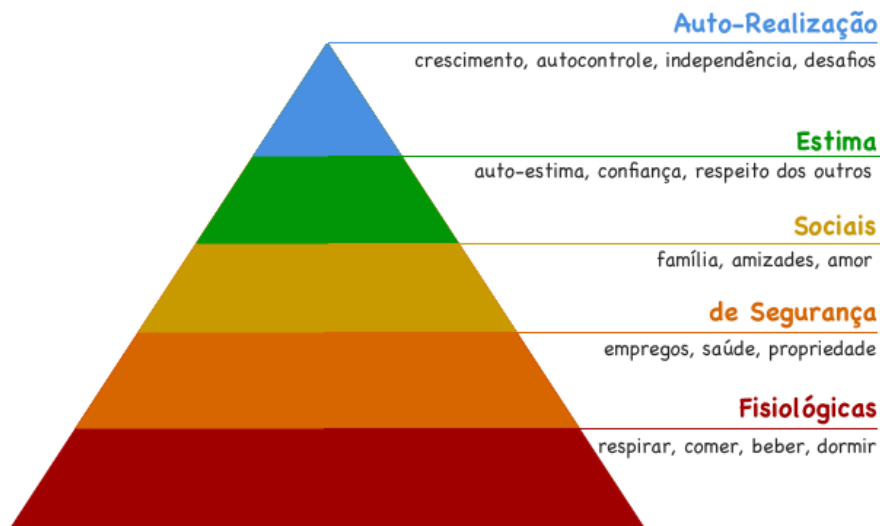 Auto-Realização
crescimento, autocontrole, independência, desafios
Estima
auto-estima, confiança, respeito dos outros
Sociais
família, amizades, amor
de Segurança
empregos, saúde, propriedade
Fisiológicas
respirar, comer, beber, dormir